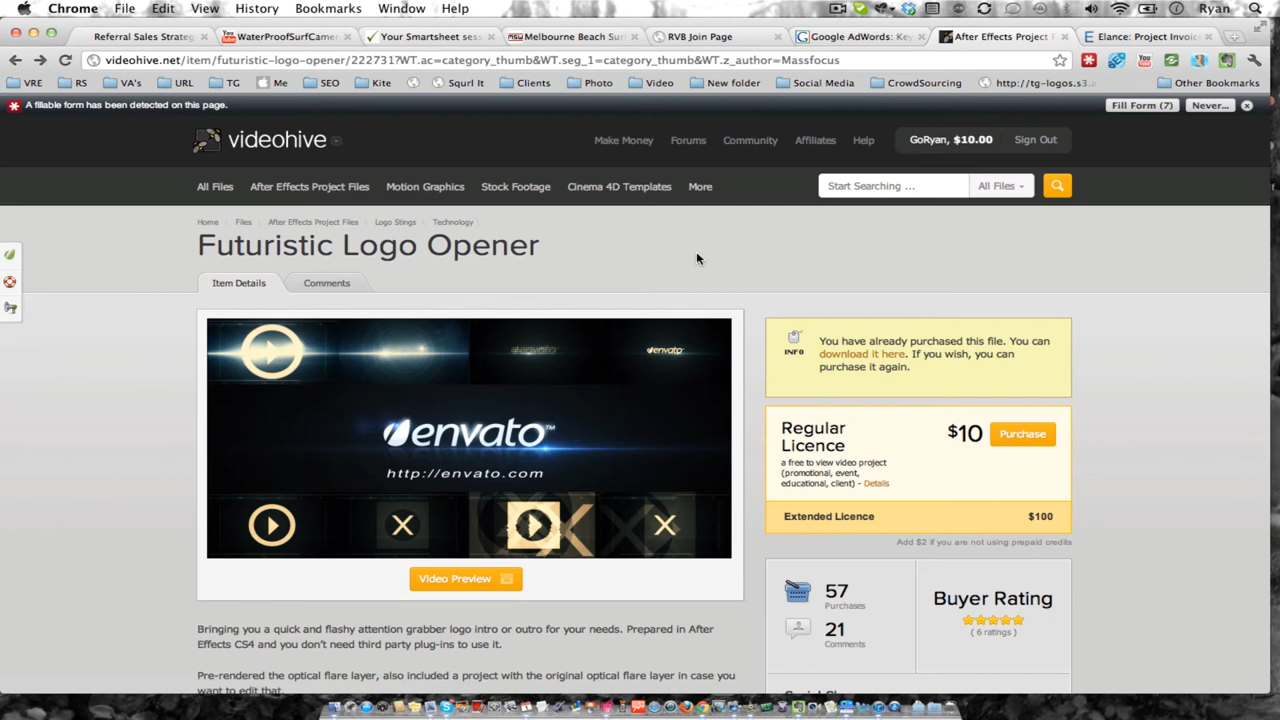 Chrome File Edit View History Bookmarks Window Help Ryan
Referral Sales Strateg WaterProofSurfCamer Your Smartsheet sess Melbourne Beach Surf RVB Join Page Google AdWords: Key After Effects Project F Elance: Project Invoice
videohive.net/item/futuristic-logo-opener/222723?WT.ac=category_thumb&WT.seg_1=category_thumb&WT.z_author=Massfocus
VRE RS VA's URL TG Me SEO Kite Squrl It Clients Photo Video New folder Social Media CrowdSourcing http://tg-logos.s3.a Other Bookmarks
A fillable form has been detected on this page. Fill Form (7) Never...
videohive Make Money Forums Community Affiliates Help GoRyan, $10.00 Sign Out
All Files After Effects Project Files Motion Graphics Stock Footage Cinema 4D Templates More Start Searching ... All Files
Home Files After Effects Project Files Logo Stings Technology
Futuristic Logo Opener
Item Details Comments
envato
envato™
http://envato.com
Video Preview
Bringing you a quick and flashy attention grabber logo intro or outro for your needs. Prepared in After
Effects CS4 and you don't need third party plug-ins to use it.
Pre-rendered the optical flare layer, also included a project with the original optical flare layer in case you
want to edit that.
INFO
You have already purchased this file. You can
download it here. If you wish, you can
purchase it again.
Regular
Licence
$10 Purchase
a free to view video project
(promotional, event,
educational, client) - Details
Extended Licence $100
Add $2 if you are not using prepaid credits
57
Purchases
21
Comments
Buyer Rating
( 6 ratings )